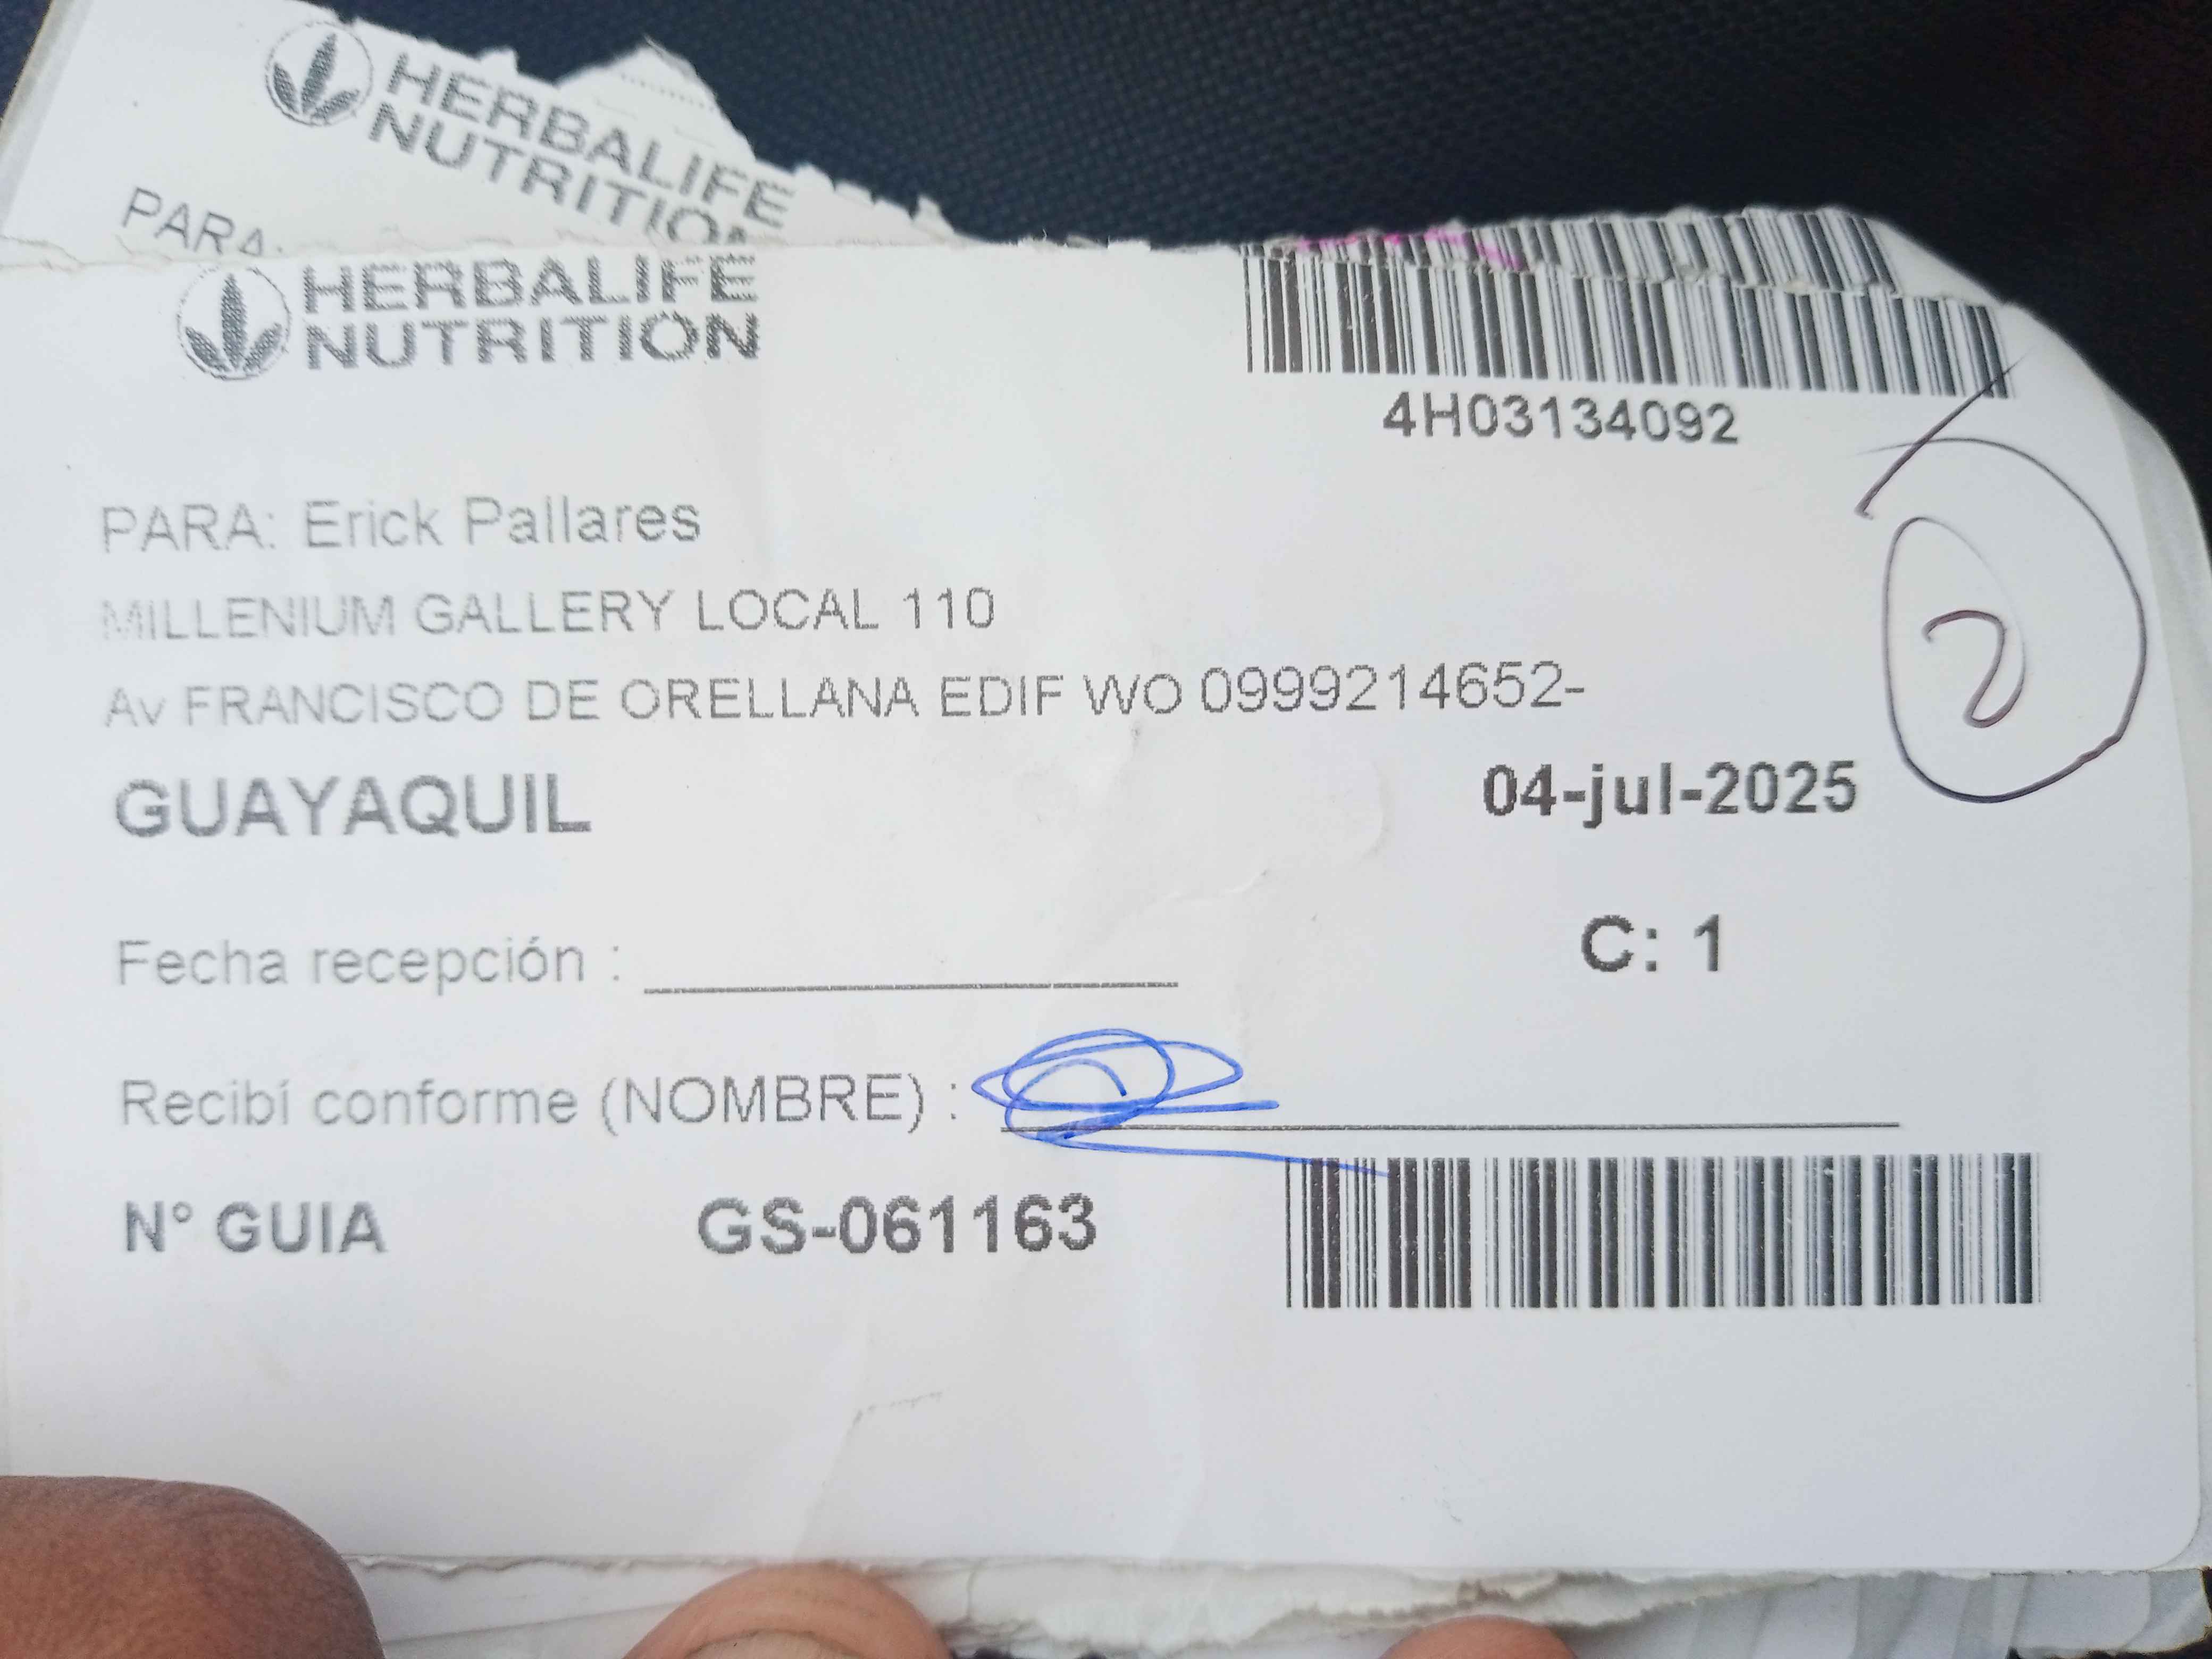 HERBALIFE
NUTRITION
PARA:
HERBALIFE
NUTRITION
4H03134092
PARA: Erick Pallares
MILLENIUM GALLERY LOCAL 110
Av FRANCISCO DE ORELLANA EDIF WO 0999214652-
2
GUAYAQUIL
04-jul-2025
Fecha recepción :
C: 1
Recibí conforme (NOMBRE) :
N° GUIA GS-061163